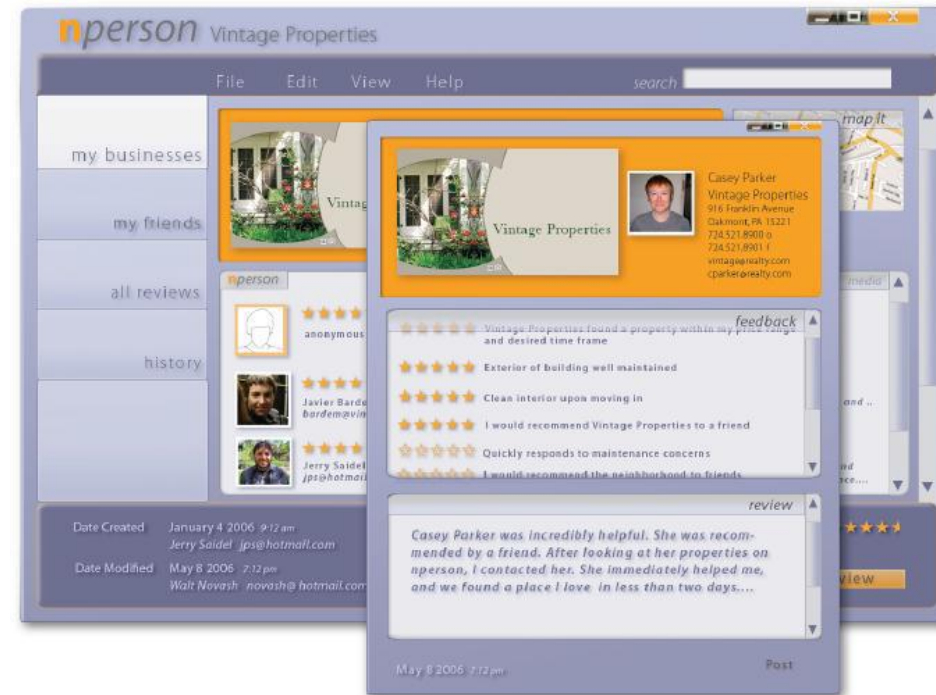 nperson Vintage Properties
File Edit View Help search
my businesses
my friends
all reviews
history
map it
Vintag
nperson
anonymous
Javier Barde
bardem@vin
Jerry Saidel
jps@hotmai
media
and ..
nd
Date Created January 4 2006 9:12 am
Jerry Saidel jps@hotmail.com
Date Modified May 8 2006 7:12 pm
Walt Novash novash@hotmail.com
view
Vintage Properties
Casey Parker
Vintage Properties
916 Franklin Avenue
Oakmont, PA 15221
724.521.8900 o
724.521.8901 f
vintage@realty.com
cparker@realty.com
feedback
Vintage Properties found a property within my price range
and desired time frame
Exterior of building well maintained
Clean interior upon moving in
I would recommend Vintage Properties to a friend
Quickly responds to maintenance concerns
I would recommend the neighborhood to friends
review
Casey Parker was incredibly helpful. She was recom-
mended by a friend. After looking at her properties on
nperson, I contacted her. She immediately helped me,
and we found a place I love in less than two days....
May 8 2006 7:12 pm
Post